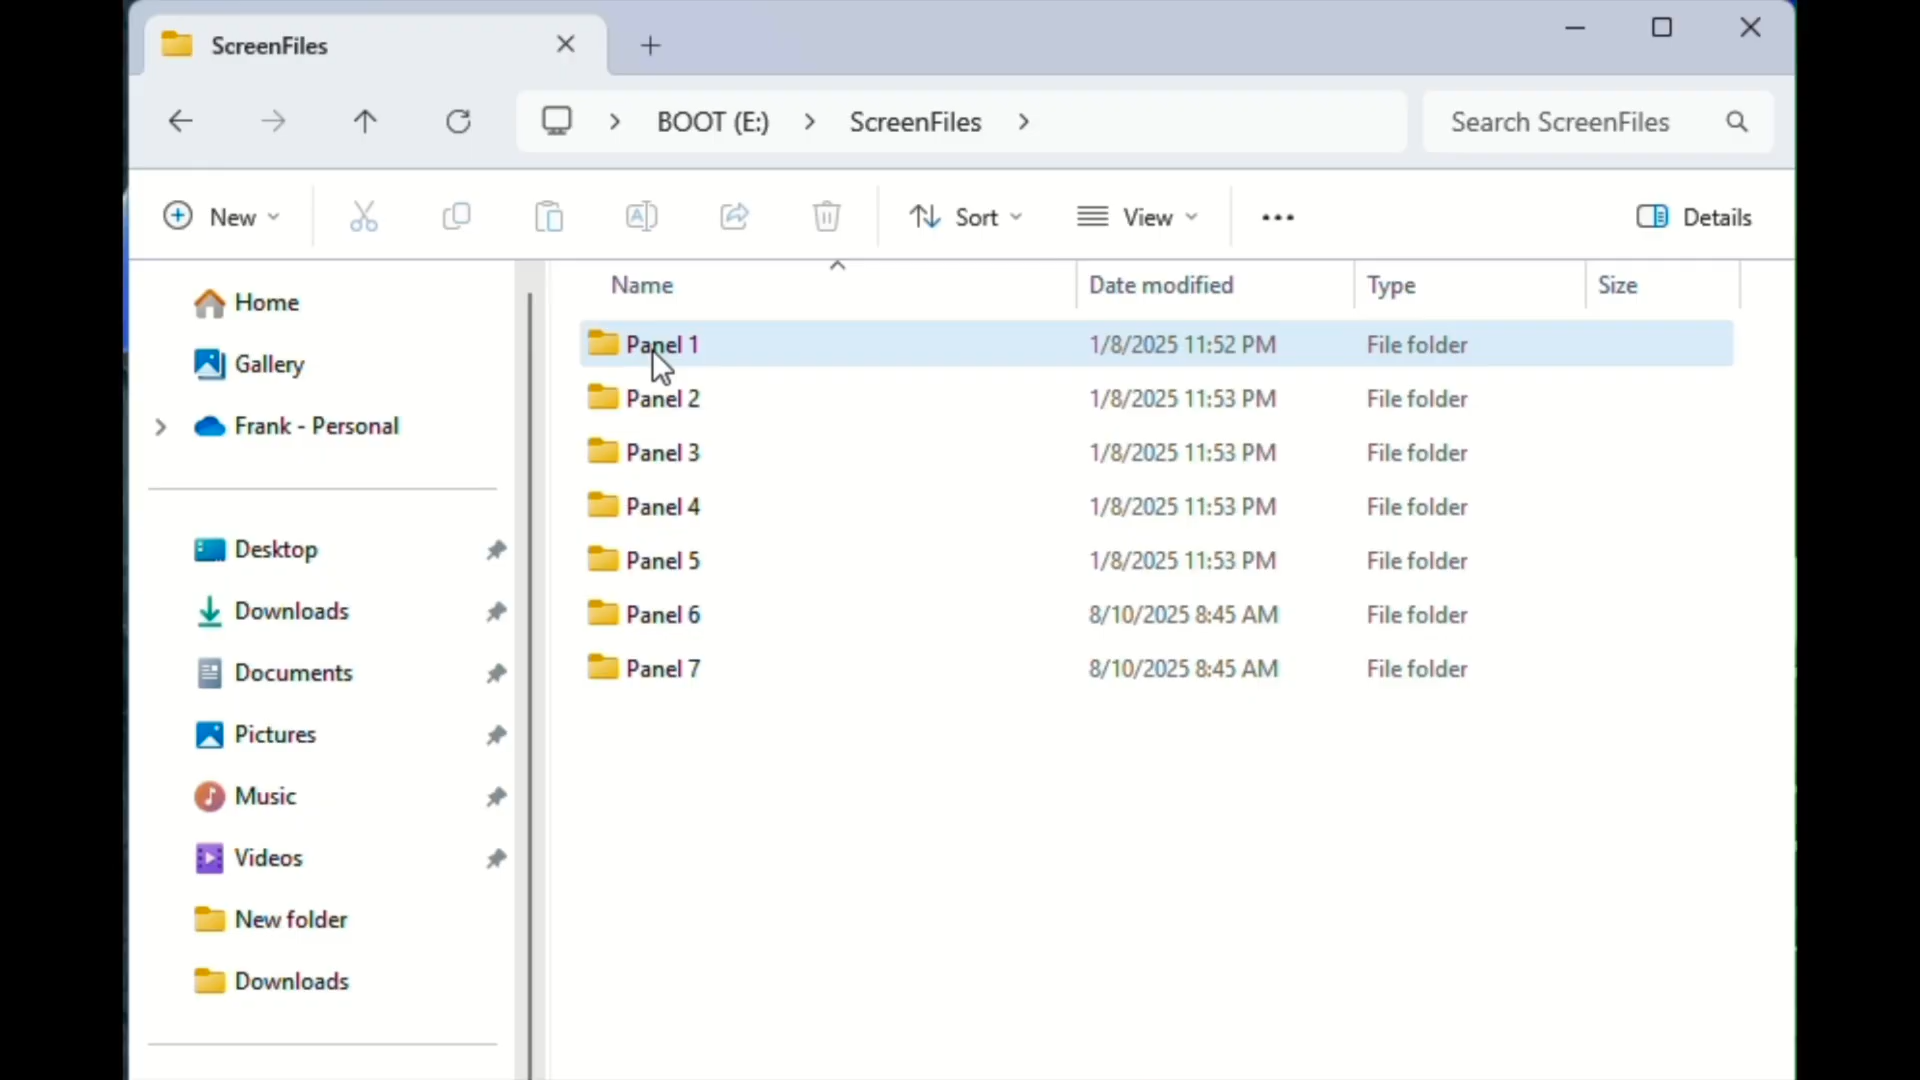 ScreenFiles
BOOT (E:) ScreenFiles
Search ScreenFiles
New
Sort
View
Details
Home
Gallery
Frank - Personal
Desktop
Downloads
Documents
Pictures
Music
Videos
New folder
Downloads
Name Date modified Type Size
Panel 1 1/8/2025 11:52 PM File folder
Panel 2 1/8/2025 11:53 PM File folder
Panel 3 1/8/2025 11:53 PM File folder
Panel 4 1/8/2025 11:53 PM File folder
Panel 5 1/8/2025 11:53 PM File folder
Panel 6 8/10/2025 8:45 AM File folder
Panel 7 8/10/2025 8:45 AM File folder